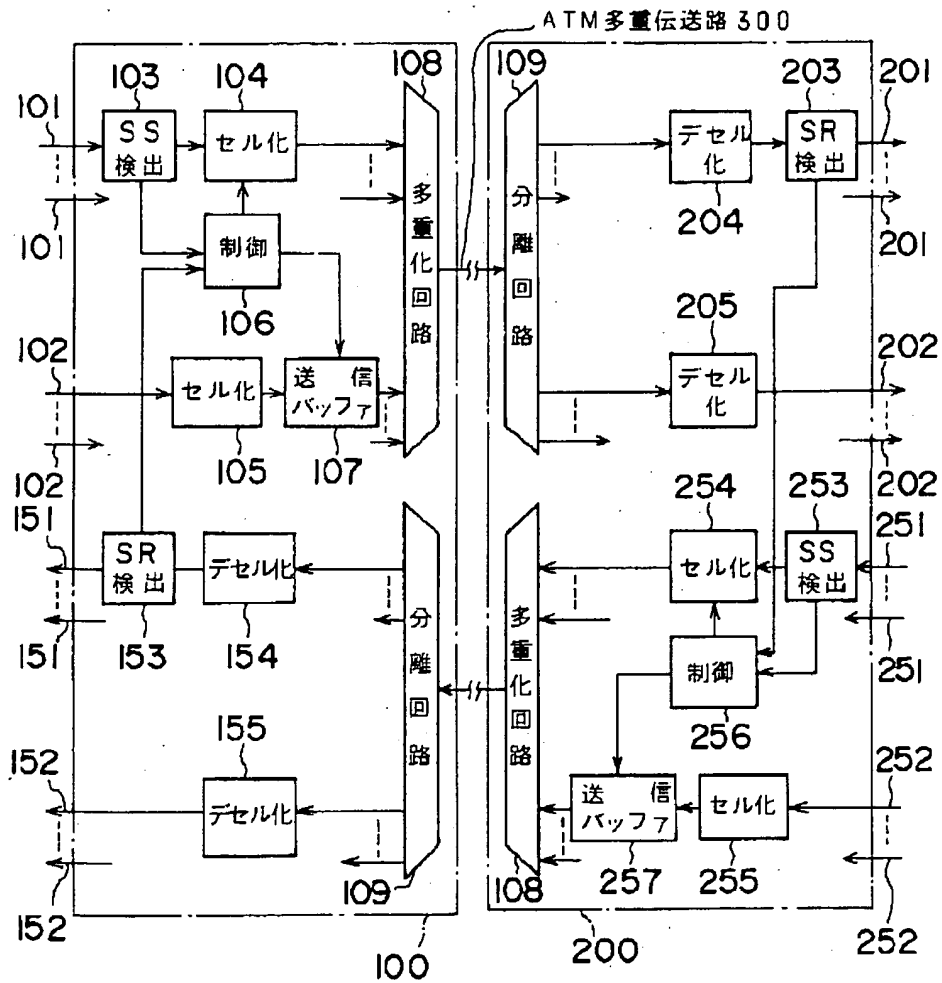 ATM多重伝送路300
103
104
108
109
203
201
101
SS
検出
セル化
デセル
化
SR
検出
101
制御
106
多重化回路
分離回路
204
201
205
102
セル化
送信
バッファ
デセル
化
202
102
105
107
202
151
254
253
251
SR
検出
デセル化
セル化
SS
検出
151
153
154
分離回路
多重化回路
制御
256
251
155
152
デセル化
送信
バッファ
セル化
252
152
109
108
257
255
252
100
200